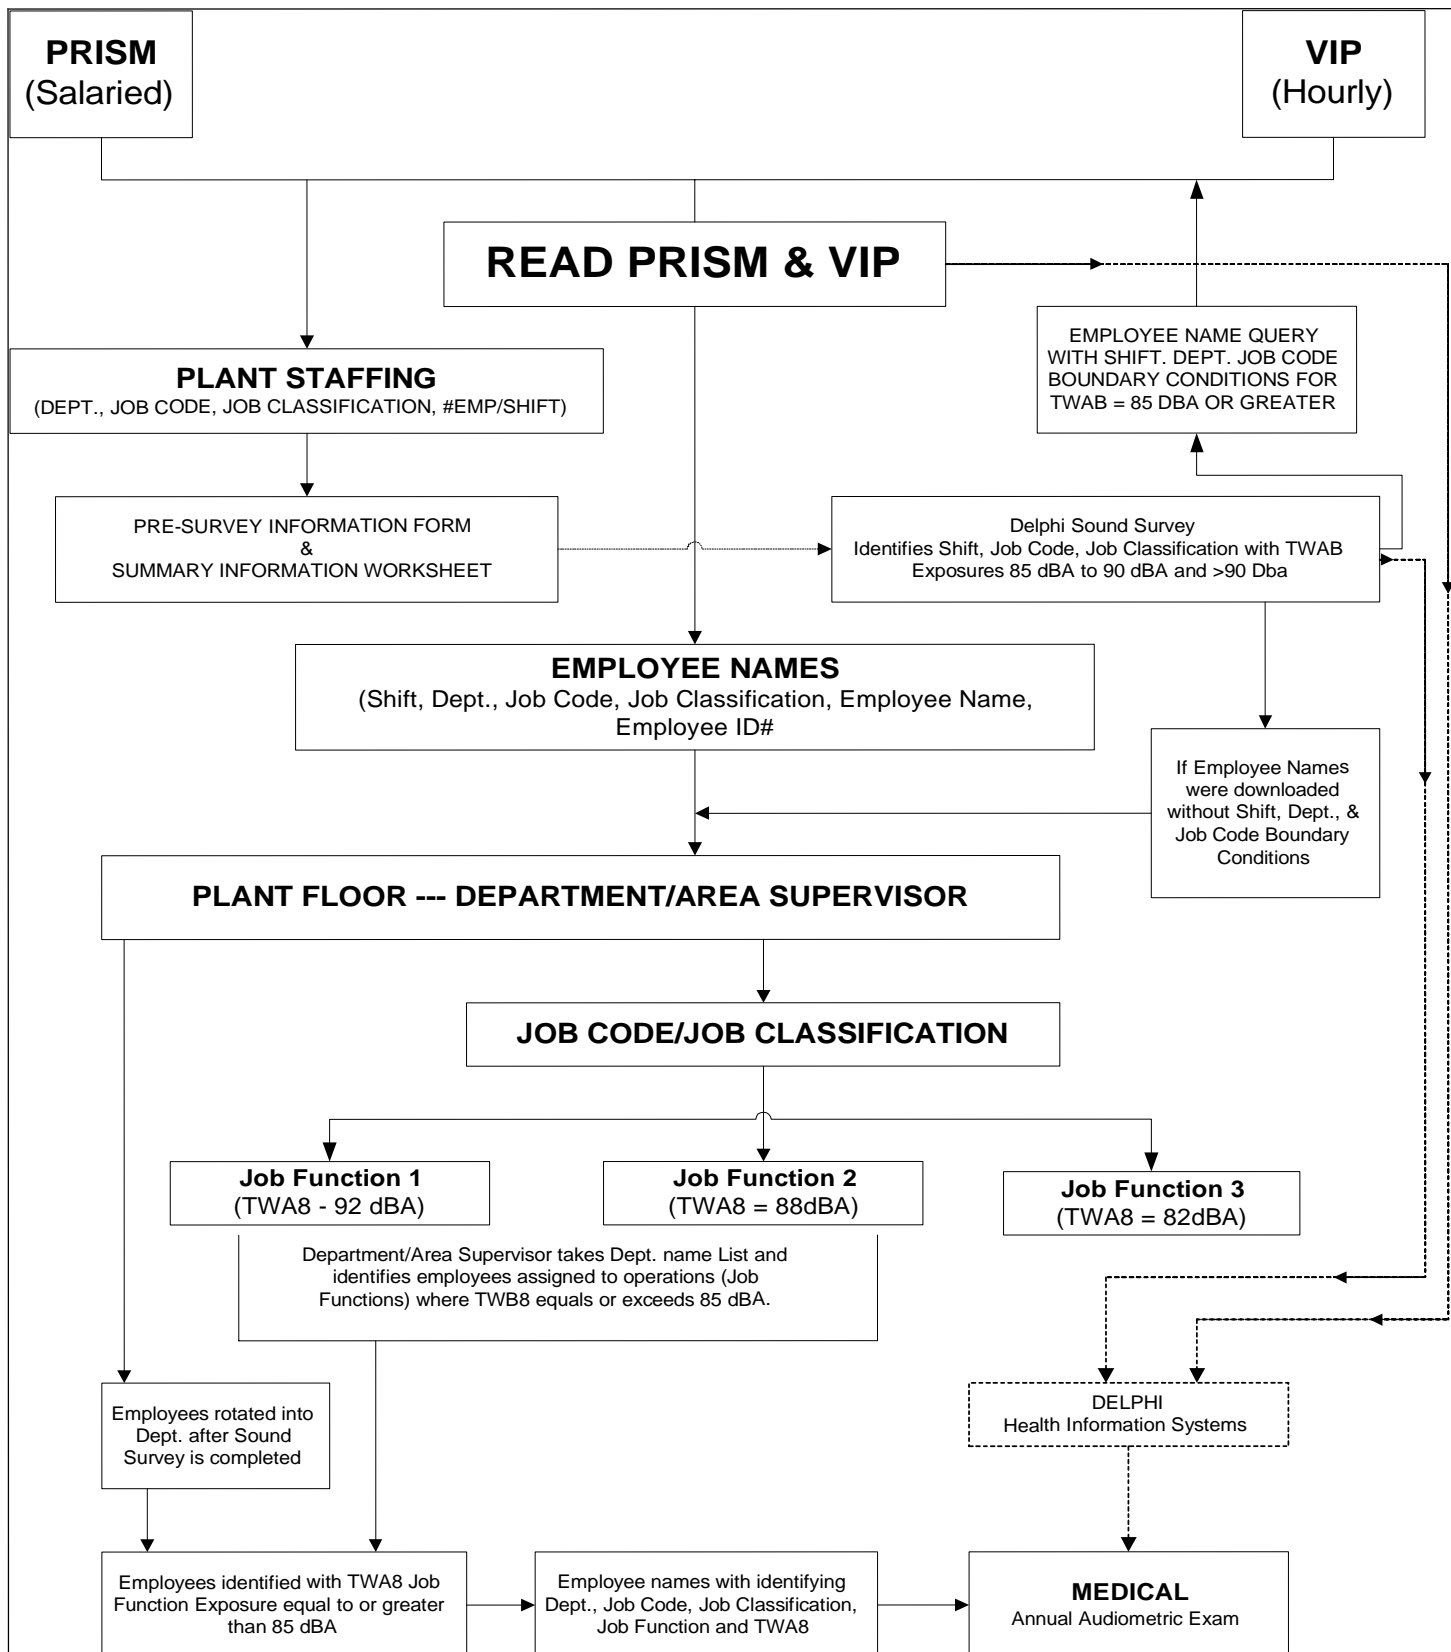 PRISM
(Salaried)
VIP
(Hourly)
READ PRISM & VIP
PLANT STAFFING
(DEPT., JOB CODE, JOB CLASSIFICATION, #EMP/SHIFT)
EMPLOYEE NAME QUERY
WITH SHIFT. DEPT. JOB CODE
BOUNDARY CONDITIONS FOR
TWAB = 85 DBA OR GREATER
PRE-SURVEY INFORMATION FORM
&
SUMMARY INFORMATION WORKSHEET
Delphi Sound Survey
Identifies Shift, Job Code, Job Classification with TWAB
Exposures 85 dBA to 90 dBA and >90 Dba
EMPLOYEE NAMES
(Shift, Dept., Job Code, Job Classification, Employee Name,
Employee ID#
If Employee Names
were downloaded
without Shift, Dept., &
Job Code Boundary
Conditions
PLANT FLOOR --- DEPARTMENT/AREA SUPERVISOR
JOB CODE/JOB CLASSIFICATION
Job Function 1
(TWA8 - 92 dBA)
Job Function 2
(TWA8 = 88dBA)
Job Function 3
(TWA8 = 82dBA)
Department/Area Supervisor takes Dept. name List and
identifies employees assigned to operations (Job
Functions) where TWB8 equals or exceeds 85 dBA.
Employees rotated into
Dept. after Sound
Survey is completed
DELPHI
Health Information Systems
Employees identified with TWA8 Job
Function Exposure equal to or greater
than 85 dBA
Employee names with identifying
Dept., Job Code, Job Classification,
Job Function and TWA8
MEDICAL
Annual Audiometric Exam